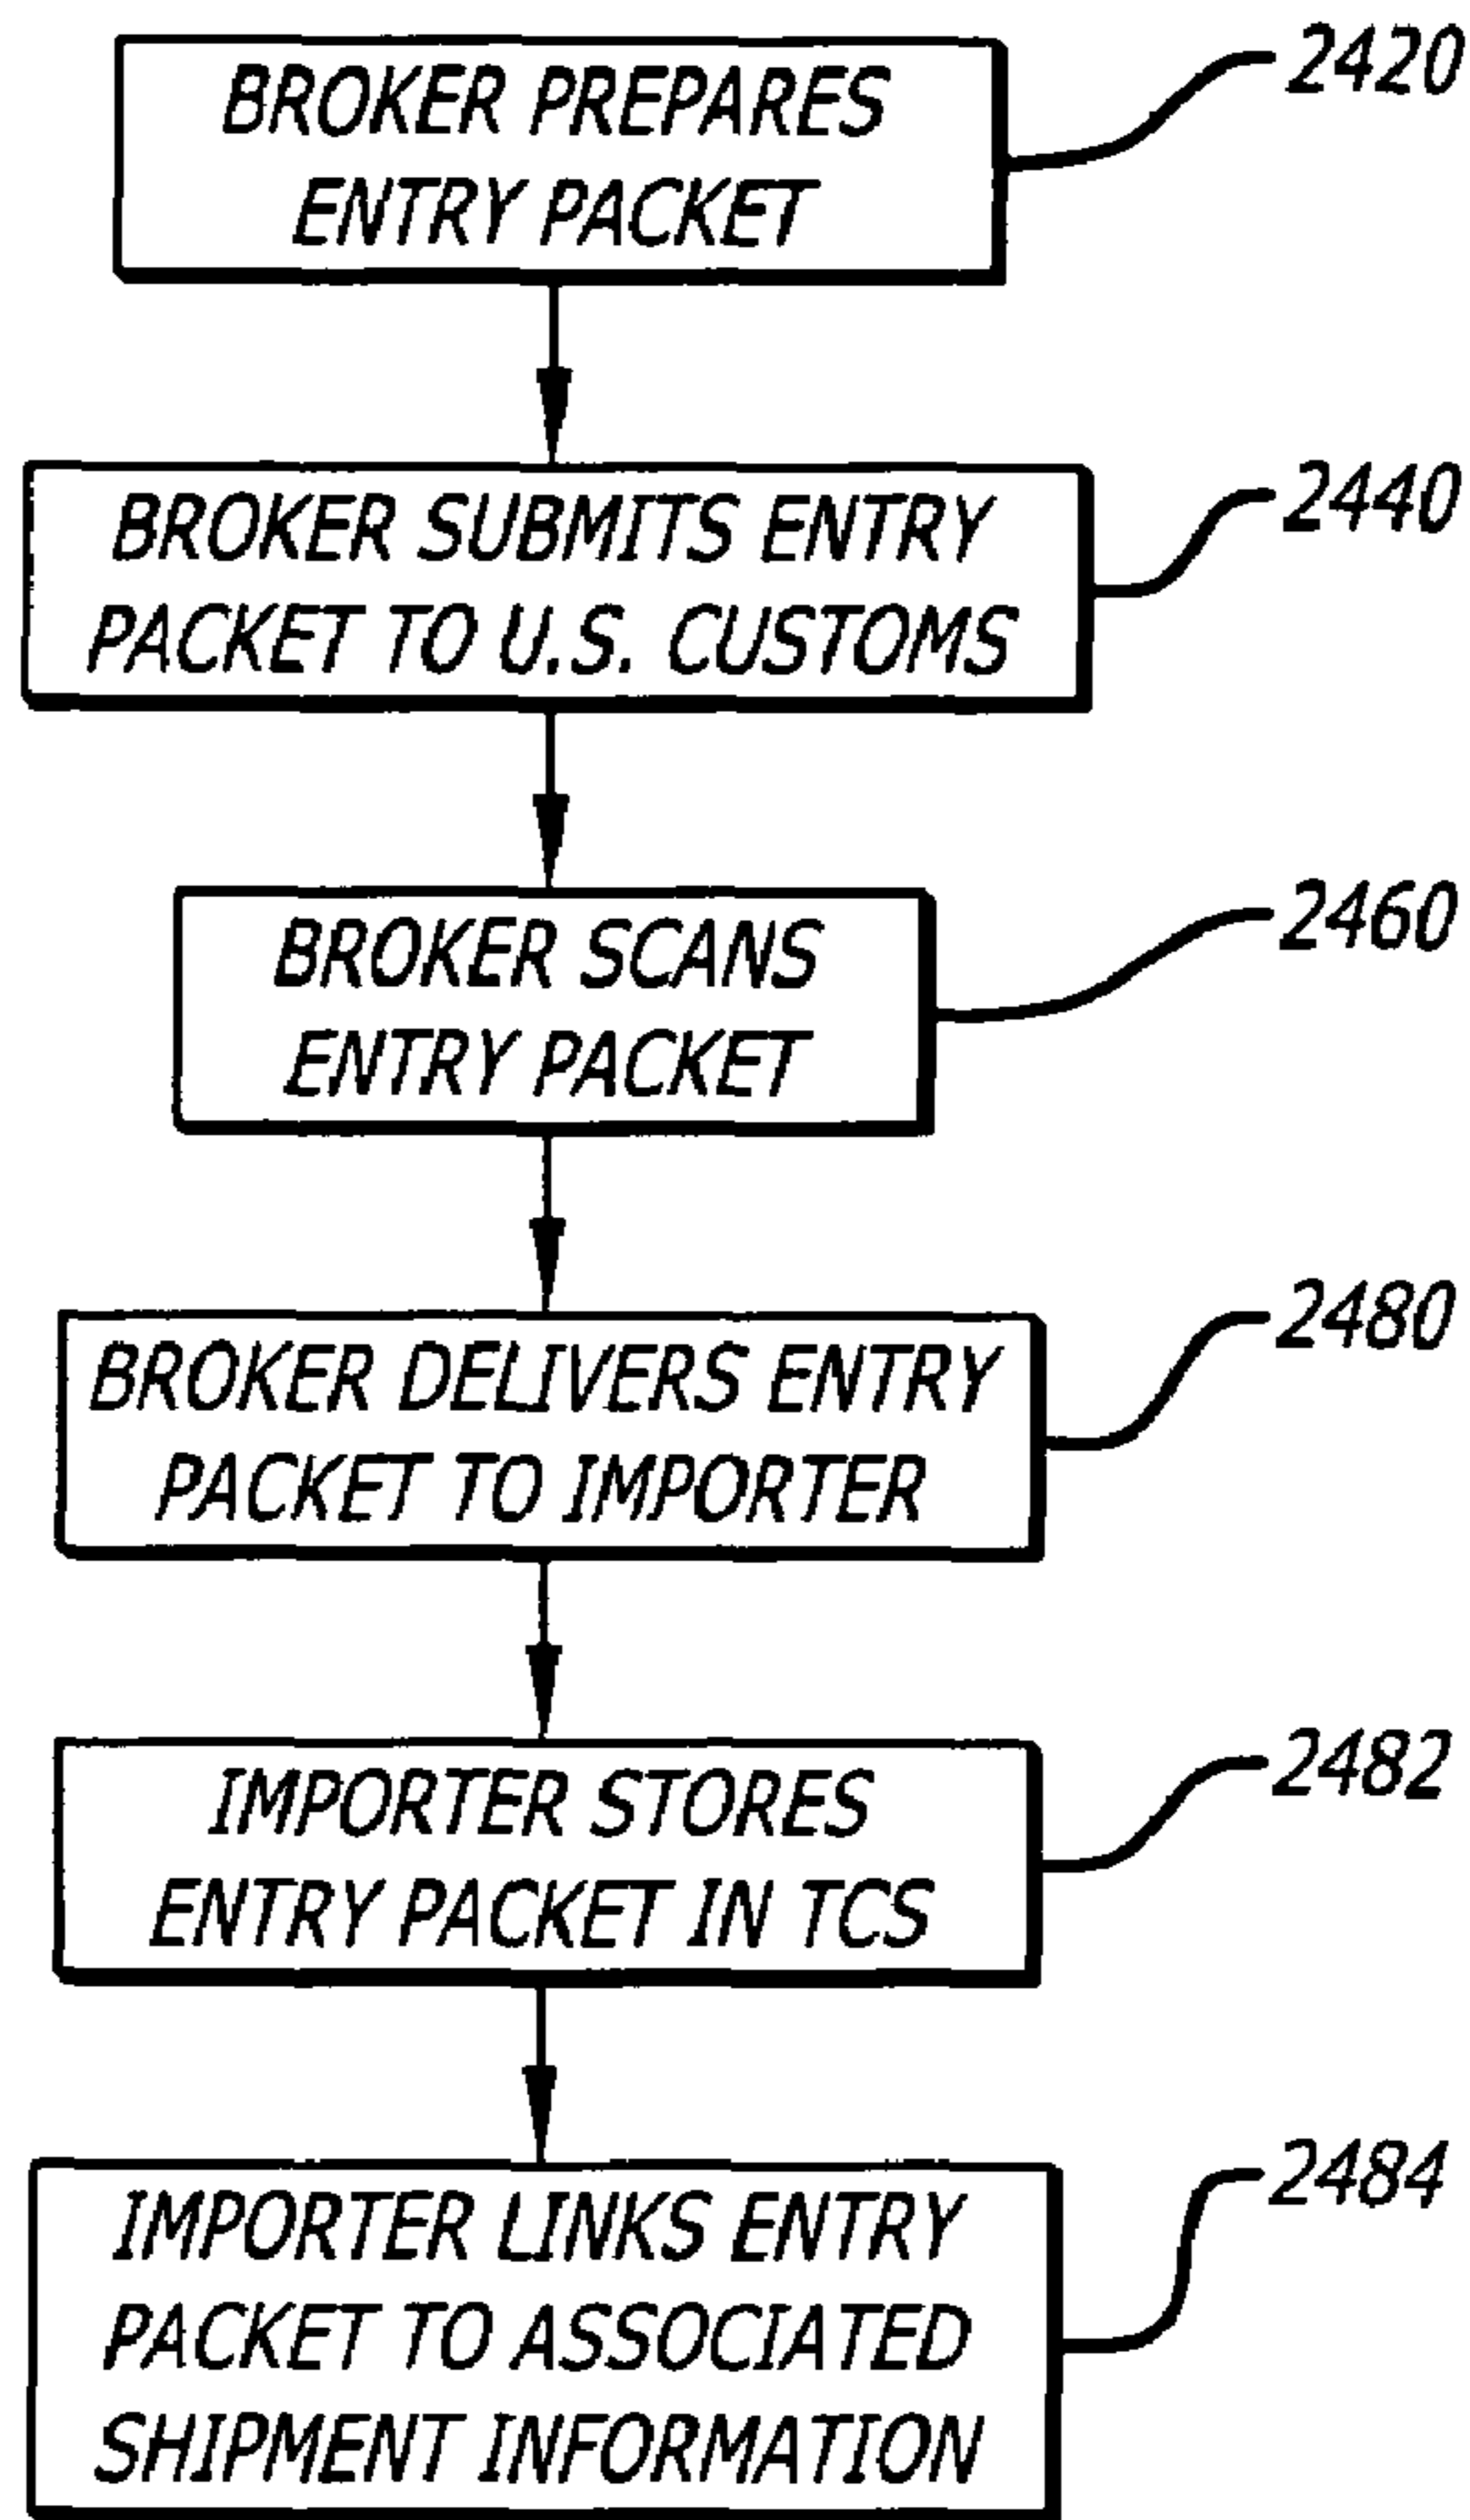 BROKER PREPARES
ENTRY PACKET
2420
BROKER SUBMITS ENTRY
PACKET TO U.S. CUSTOMS
2440
BROKER SCANS
ENTRY PACKET
2460
BROKER DELIVERS ENTRY
PACKET TO IMPORTER
2480
IMPORTER STORES
ENTRY PACKET IN TCS
2482
IMPORTER LINKS ENTRY
PACKET TO ASSOCIATED
SHIPMENT INFORMATION
2484